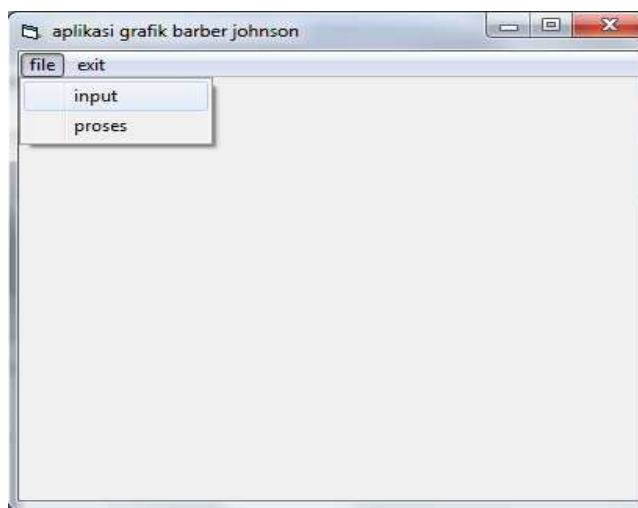 aplikasi grafik barber johnson
file exit
input
proses